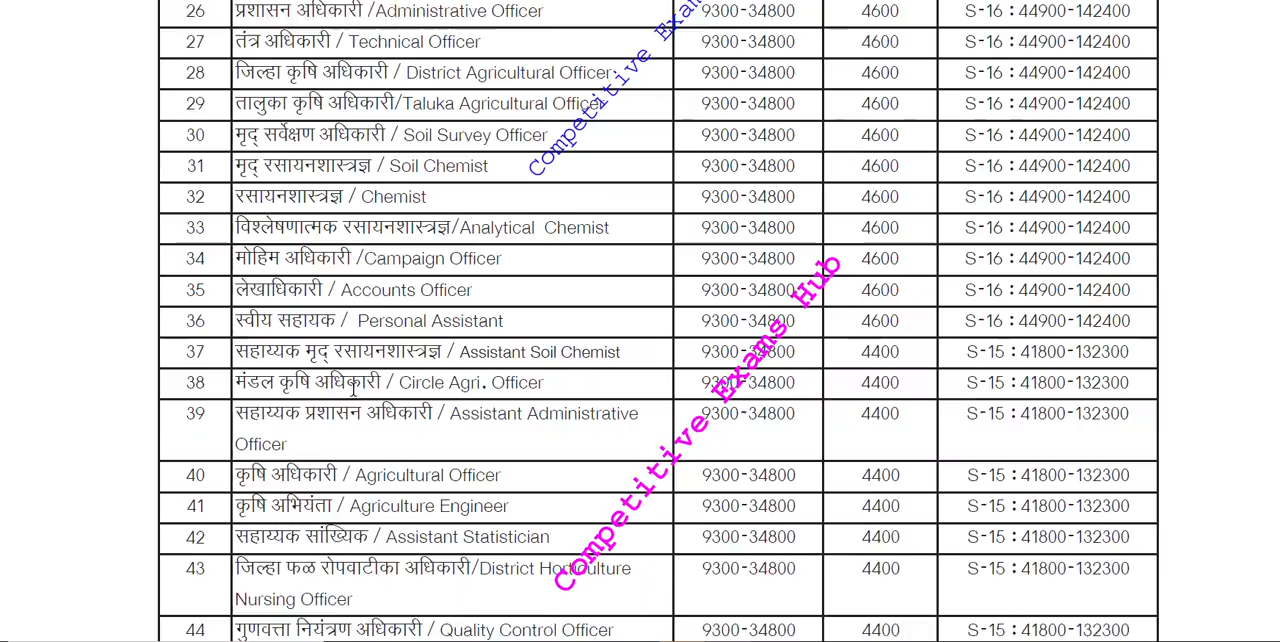 26 प्रशासन अधिकारी /Administrative Officer 9300-34800 4600 S-16 : 44900-142400
27 तंत्र अधिकारी / Technical Officer 9300-34800 4600 S-16 : 44900-142400
28 जिल्हा कृषि अधिकारी / District Agricultural Officer 9300-34800 4600 S-16 : 44900-142400
29 तालुका कृषि अधिकारी/Taluka Agricultural Officer 9300-34800 4600 S-16 : 44900-142400
30 मृद् सर्वेक्षण अधिकारी / Soil Survey Officer 9300-34800 4600 S-16 : 44900-142400
31 मृद् रसायनशास्त्रज्ञ / Soil Chemist 9300-34800 4600 S-16 : 44900-142400
32 रसायनशास्त्रज्ञ / Chemist 9300-34800 4600 S-16 : 44900-142400
33 विश्लेषणात्मक रसायनशास्त्रज्ञ/Analytical Chemist 9300-34800 4600 S-16 : 44900-142400
34 मोहिम अधिकारी /Campaign Officer 9300-34800 4600 S-16 : 44900-142400
35 लेखाधिकारी / Accounts Officer 9300-34800 4600 S-16 : 44900-142400
36 स्वीय सहायक / Personal Assistant 9300-34800 4600 S-16 : 44900-142400
37 सहाय्यक मृद् रसायनशास्त्रज्ञ / Assistant Soil Chemist 9300-34800 4400 S-15 : 41800-132300
38 मंडल कृषि अधिकारी / Circle Agri. Officer 9300-34800 4400 S-15 : 41800-132300
39 सहाय्यक प्रशासन अधिकारी / Assistant Administrative 9300-34800 4400 S-15 : 41800-132300
Officer
40 कृषि अधिकारी / Agricultural Officer 9300-34800 4400 S-15 : 41800-132300
41 कृषि अभियंता / Agriculture Engineer 9300-34800 4400 S-15 : 41800-132300
42 सहाय्यक सांख्यिक / Assistant Statistician 9300-34800 4400 S-15 : 41800-132300
43 जिल्हा फळ रोपवाटीका अधिकारी/District Horticulture 9300-34800 4400 S-15 : 41800-132300
Nursing Officer
44 गुणवत्ता नियंत्रण अधिकारी / Quality Control Officer 9300-34800 4400 S-15 : 41800-132300
Competitive Exam
Competitive Exams Hub